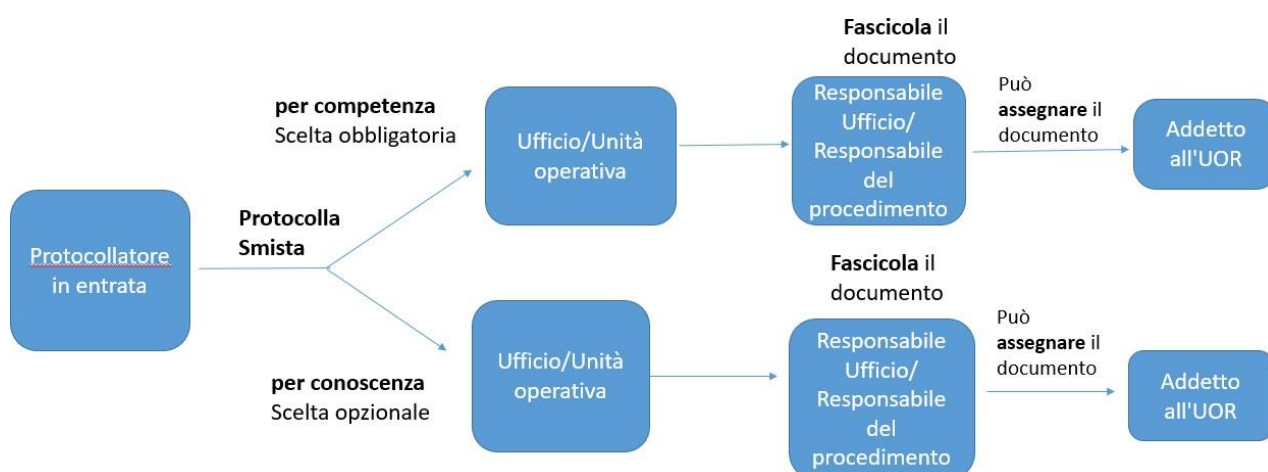 Protocollatore
in entrata
Protocolla
Smista
per competenza
Scelta obbligatoria
Ufficio/Unità
operativa
Fascicola il
documento
Responsabile
Ufficio/
Responsabile
del
procedimento
Può
assegnare il
documento
Addetto
all'UOR
per conoscenza
Scelta opzionale
Ufficio/Unità
operativa
Fascicola il
documento
Responsabile
Ufficio/
Responsabile
del
procedimento
Può
assegnare il
documento
Addetto
all'UOR